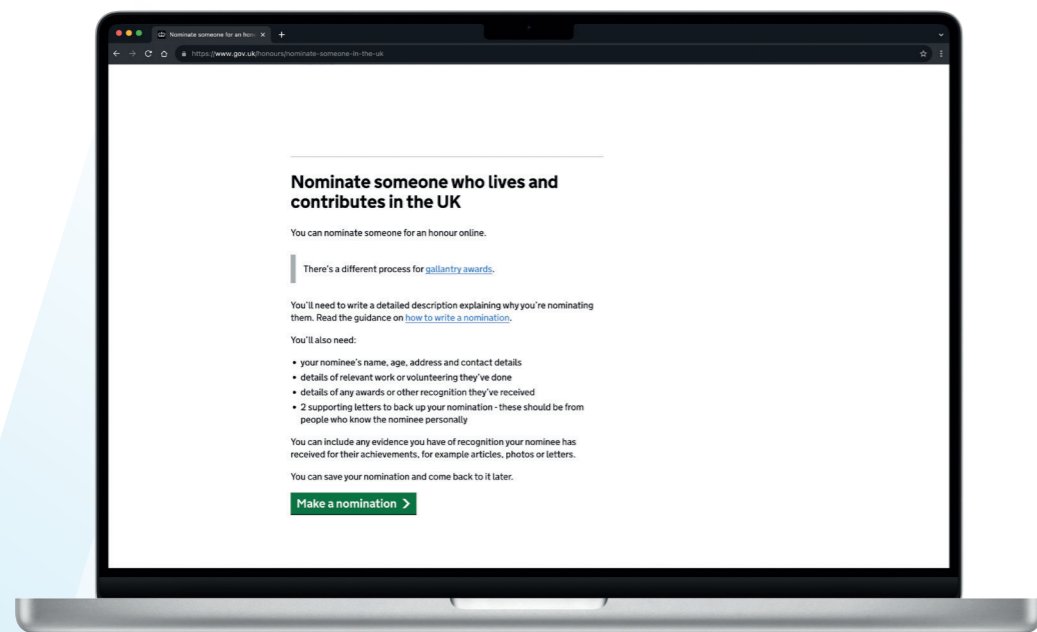 Nominate someone for an hono
https://www.gov.uk/honours/nominate-someone-in-the-uk
Nominate someone who lives and
contributes in the UK
You can nominate someone for an honour online.
There's a different process for gallantry awards.
You'll need to write a detailed description explaining why you're nominating
them. Read the guidance on how to write a nomination.
You'll also need:
• your nominee's name, age, address and contact details
• details of relevant work or volunteering they've done
• details of any awards or other recognition they've received
• 2 supporting letters to back up your nomination - these should be from
people who know the nominee personally
You can include any evidence you have of recognition your nominee has
received for their achievements, for example articles, photos or letters.
You can save your nomination and come back to it later.
Make a nomination